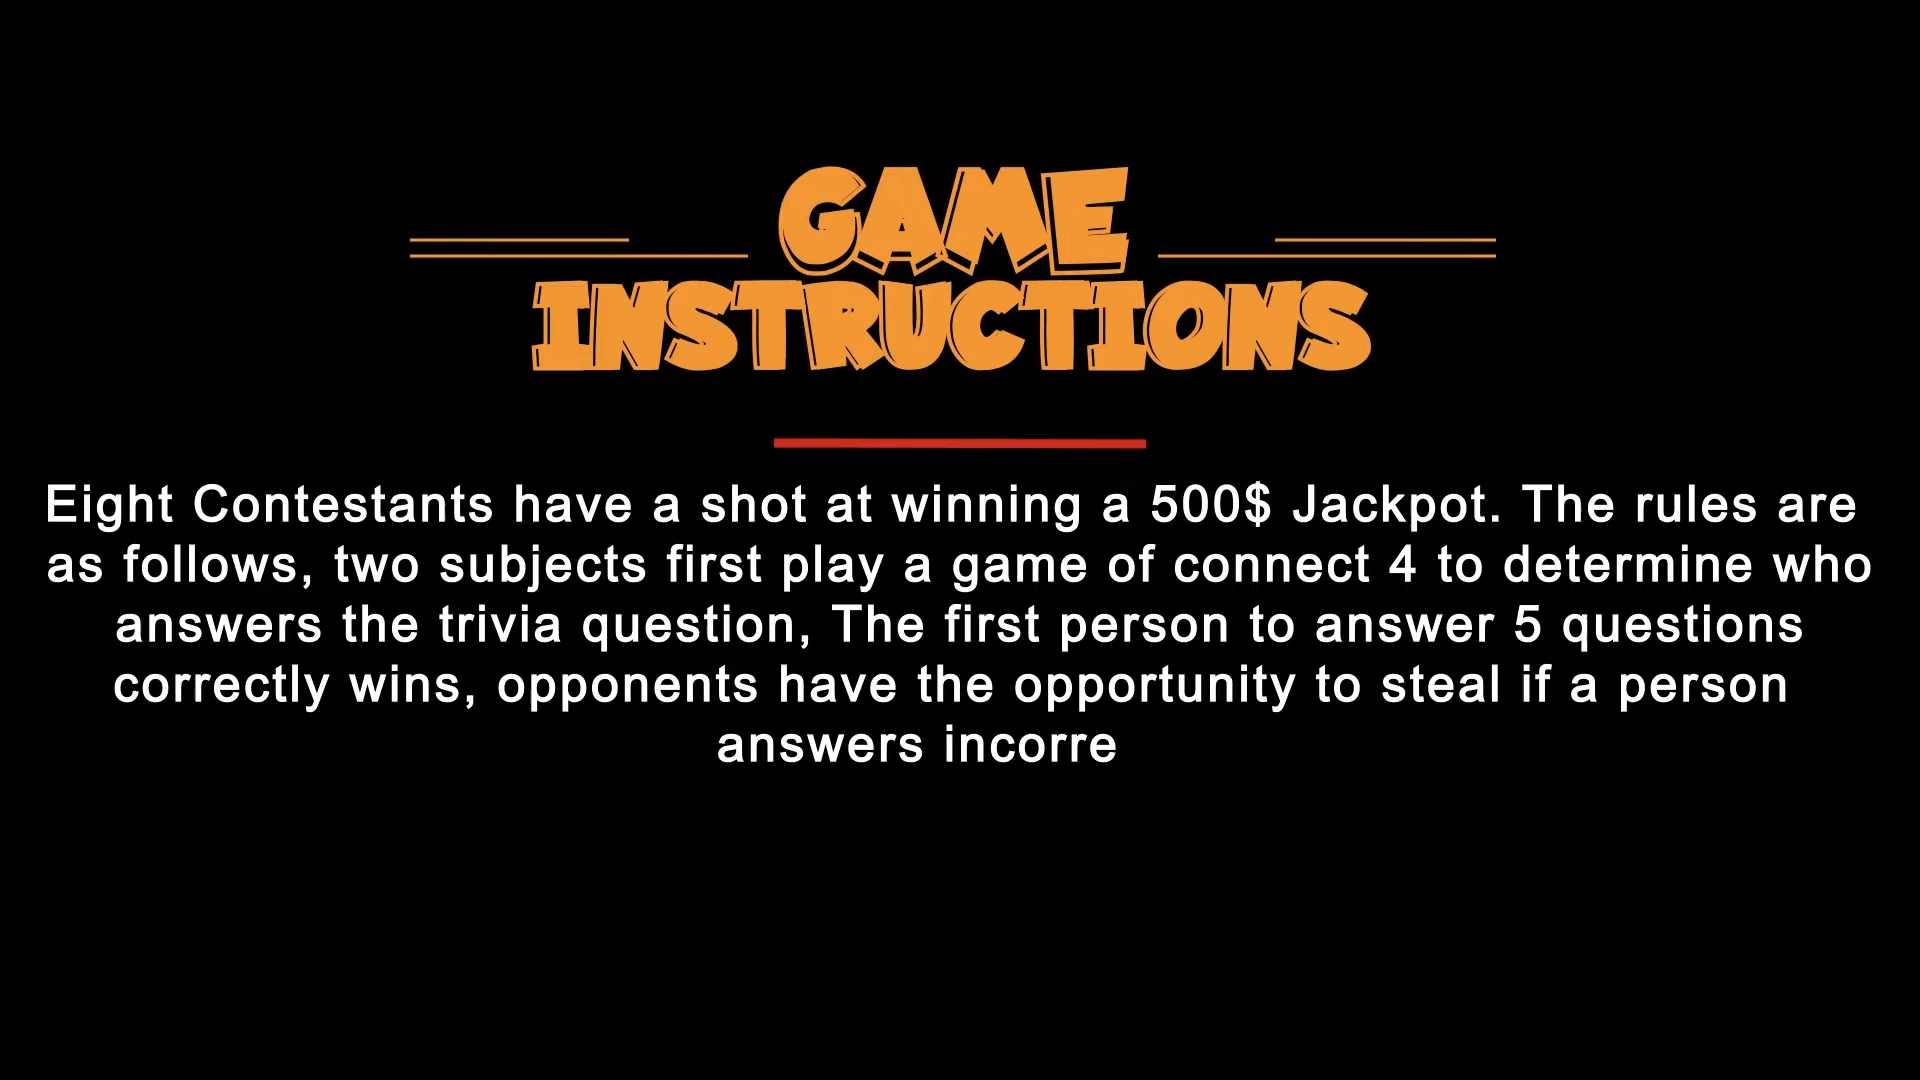 GAME
INSTRUCTIONS
Eight Contestants have a shot at winning a 500$ Jackpot. The rules are
as follows, two subjects first play a game of connect 4 to determine who
answers the trivia question, The first person to answer 5 questions
correctly wins, opponents have the opportunity to steal if a person
answers incorre